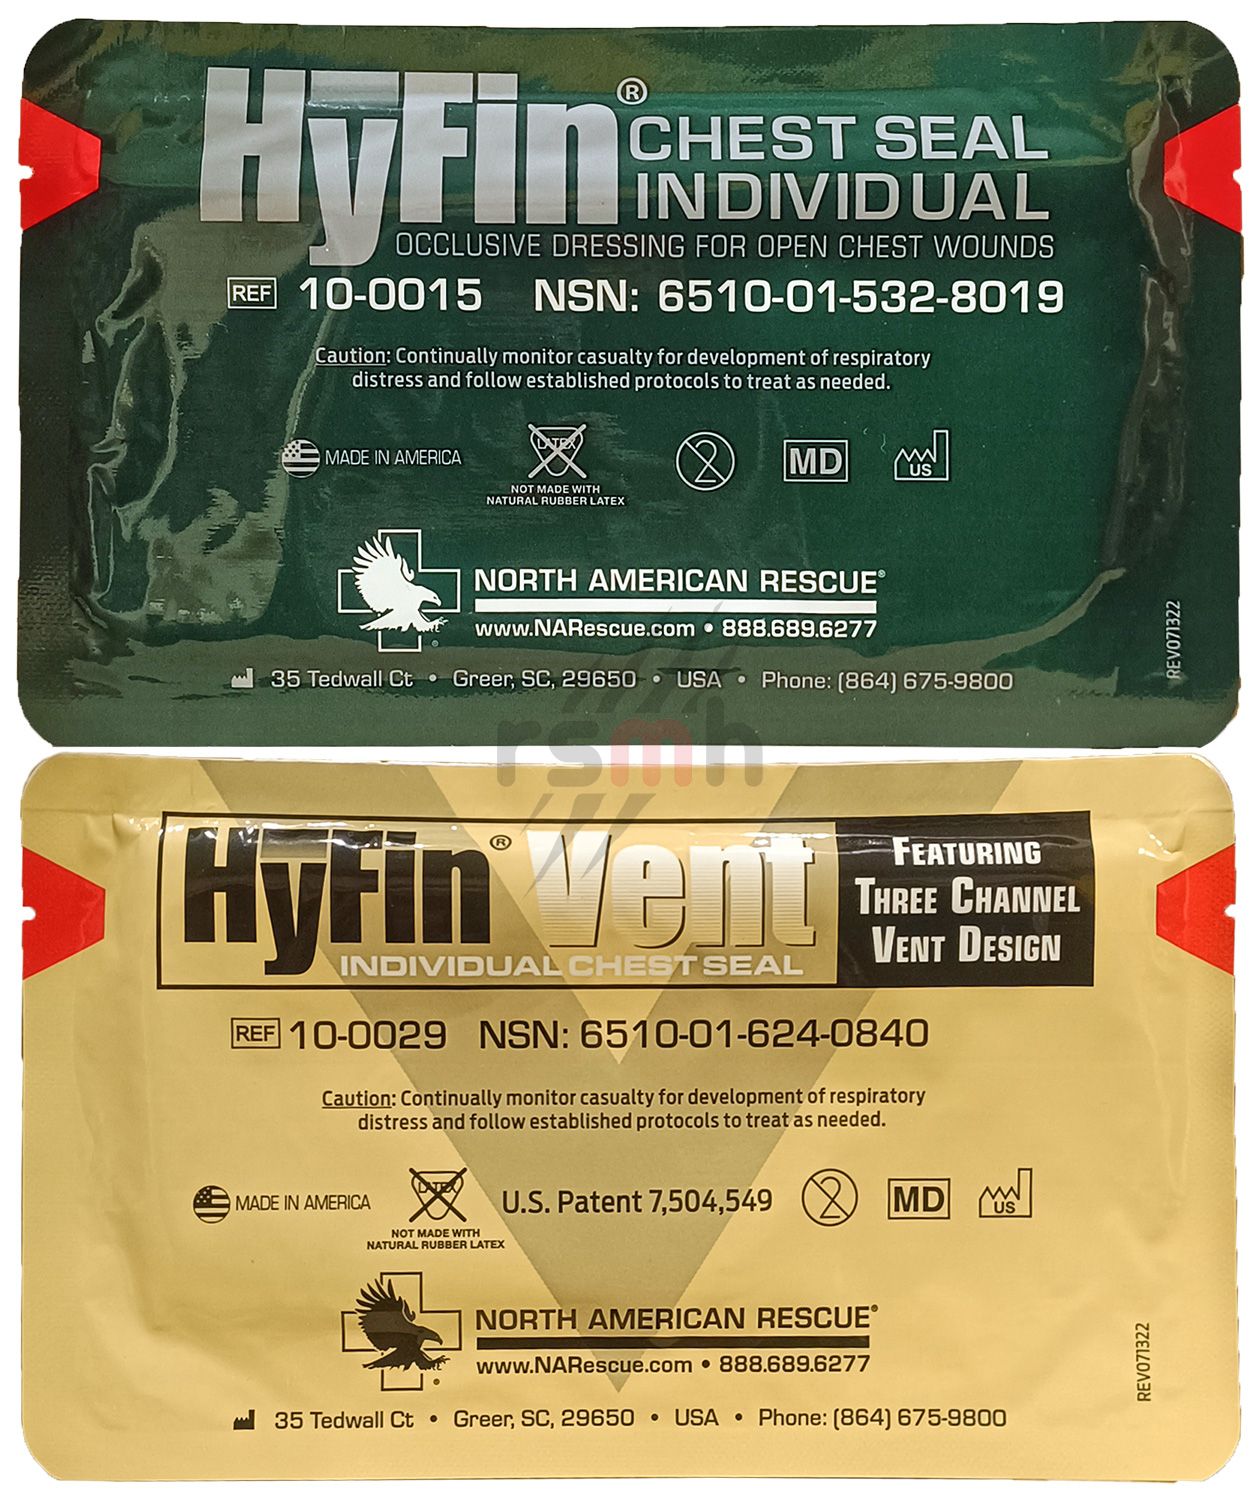 HyFin® CHEST SEAL
INDIVIDUAL
OCCLUSIVE DRESSING FOR OPEN CHEST WOUNDS
REF 10-0015 NSN: 6510-01-532-8019
Caution: Continually monitor casualty for development of respiratory
distress and follow established protocols to treat as needed.
MADE IN AMERICA
LATEX
NOT MADE WITH
NATURAL RUBBER LATEX
2
MD
US
NORTH AMERICAN RESCUE®
www.NARescue.com • 888.689.6277
35 Tedwall Ct • Greer, SC, 29650 • USA • Phone: (864) 675-9800
REV071322
rsmh
HyFin® Vent
INDIVIDUAL CHEST SEAL
FEATURING
THREE CHANNEL
VENT DESIGN
REF 10-0029 NSN: 6510-01-624-0840
Caution: Continually monitor casualty for development of respiratory
distress and follow established protocols to treat as needed.
MADE IN AMERICA
LATEX
NOT MADE WITH
NATURAL RUBBER LATEX
U.S. Patent 7,504,549
2
MD
US
NORTH AMERICAN RESCUE®
www.NARescue.com • 888.689.6277
35 Tedwall Ct • Greer, SC, 29650 • USA • Phone: (864) 675-9800
REV071322